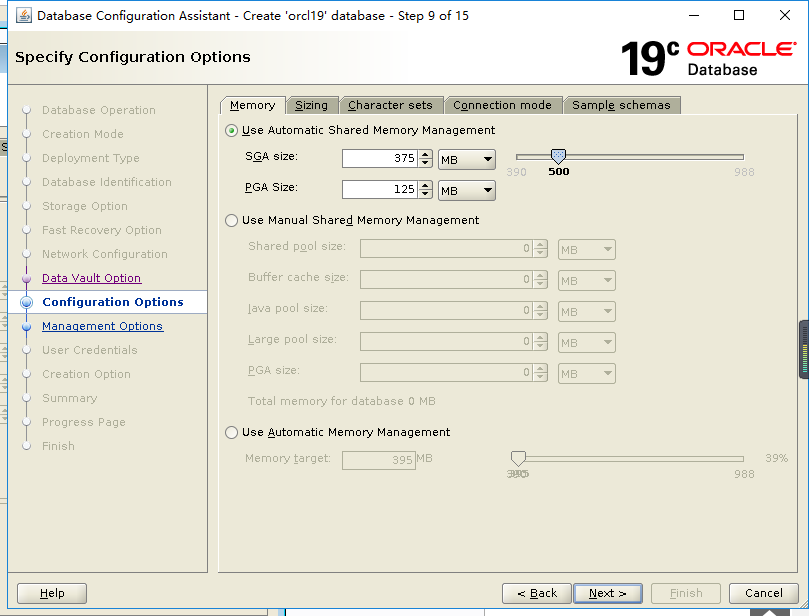 Database Configuration Assistant - Create 'orcl19' database - Step 9 of 15
Specify Configuration Options
19c ORACLE
Database
Database Operation
Creation Mode
Deployment Type
Database Identification
Storage Option
Fast Recovery Option
Network Configuration
Data Vault Option
Configuration Options
Management Options
User Credentials
Creation Option
Summary
Progress Page
Finish
Memory Sizing Character sets Connection mode Sample schemas
Use Automatic Shared Memory Management
SGA size: 375 MB
390 500 988
PGA Size: 125 MB
Use Manual Shared Memory Management
Shared pool size: 0 MB
Buffer cache size: 0 MB
Java pool size: 0 MB
Large pool size: 0 MB
PGA size: 0 MB
Total memory for database 0 MB
Use Automatic Memory Management
Memory target: 395 MB 39%
988
Help < Back Next > Finish Cancel